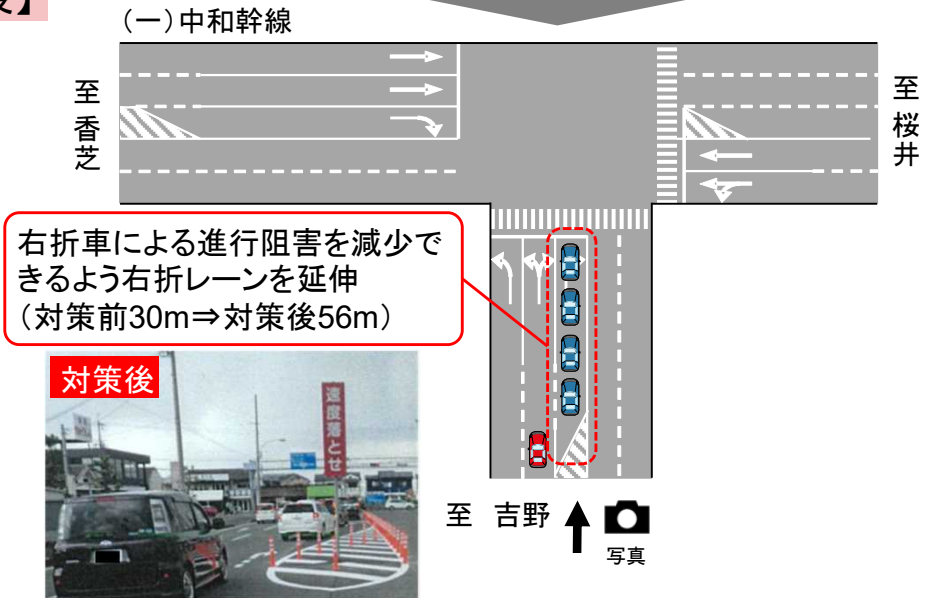 】
（一）中和幹線
至香芝
至桜井
右折車による進行阻害を減少で
きるよう右折レーンを延伸
（対策前30m⇒対策後56m）
対策後
速度落とせ
至 吉野
写真